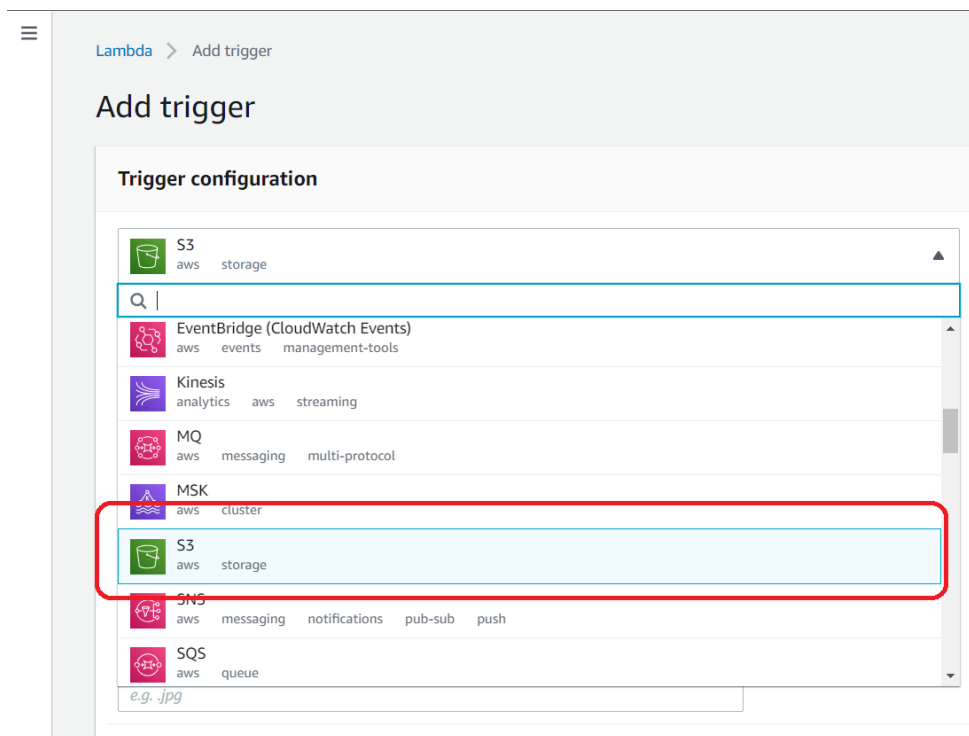 Lambda > Add trigger
Add trigger
Trigger configuration
S3
aws storage
EventBridge (CloudWatch Events)
aws events management-tools
Kinesis
analytics aws streaming
MQ
aws messaging multi-protocol
MSK
aws cluster
S3
aws storage
SNS
aws messaging notifications pub-sub push
SQS
aws queue
e.g. .jpg